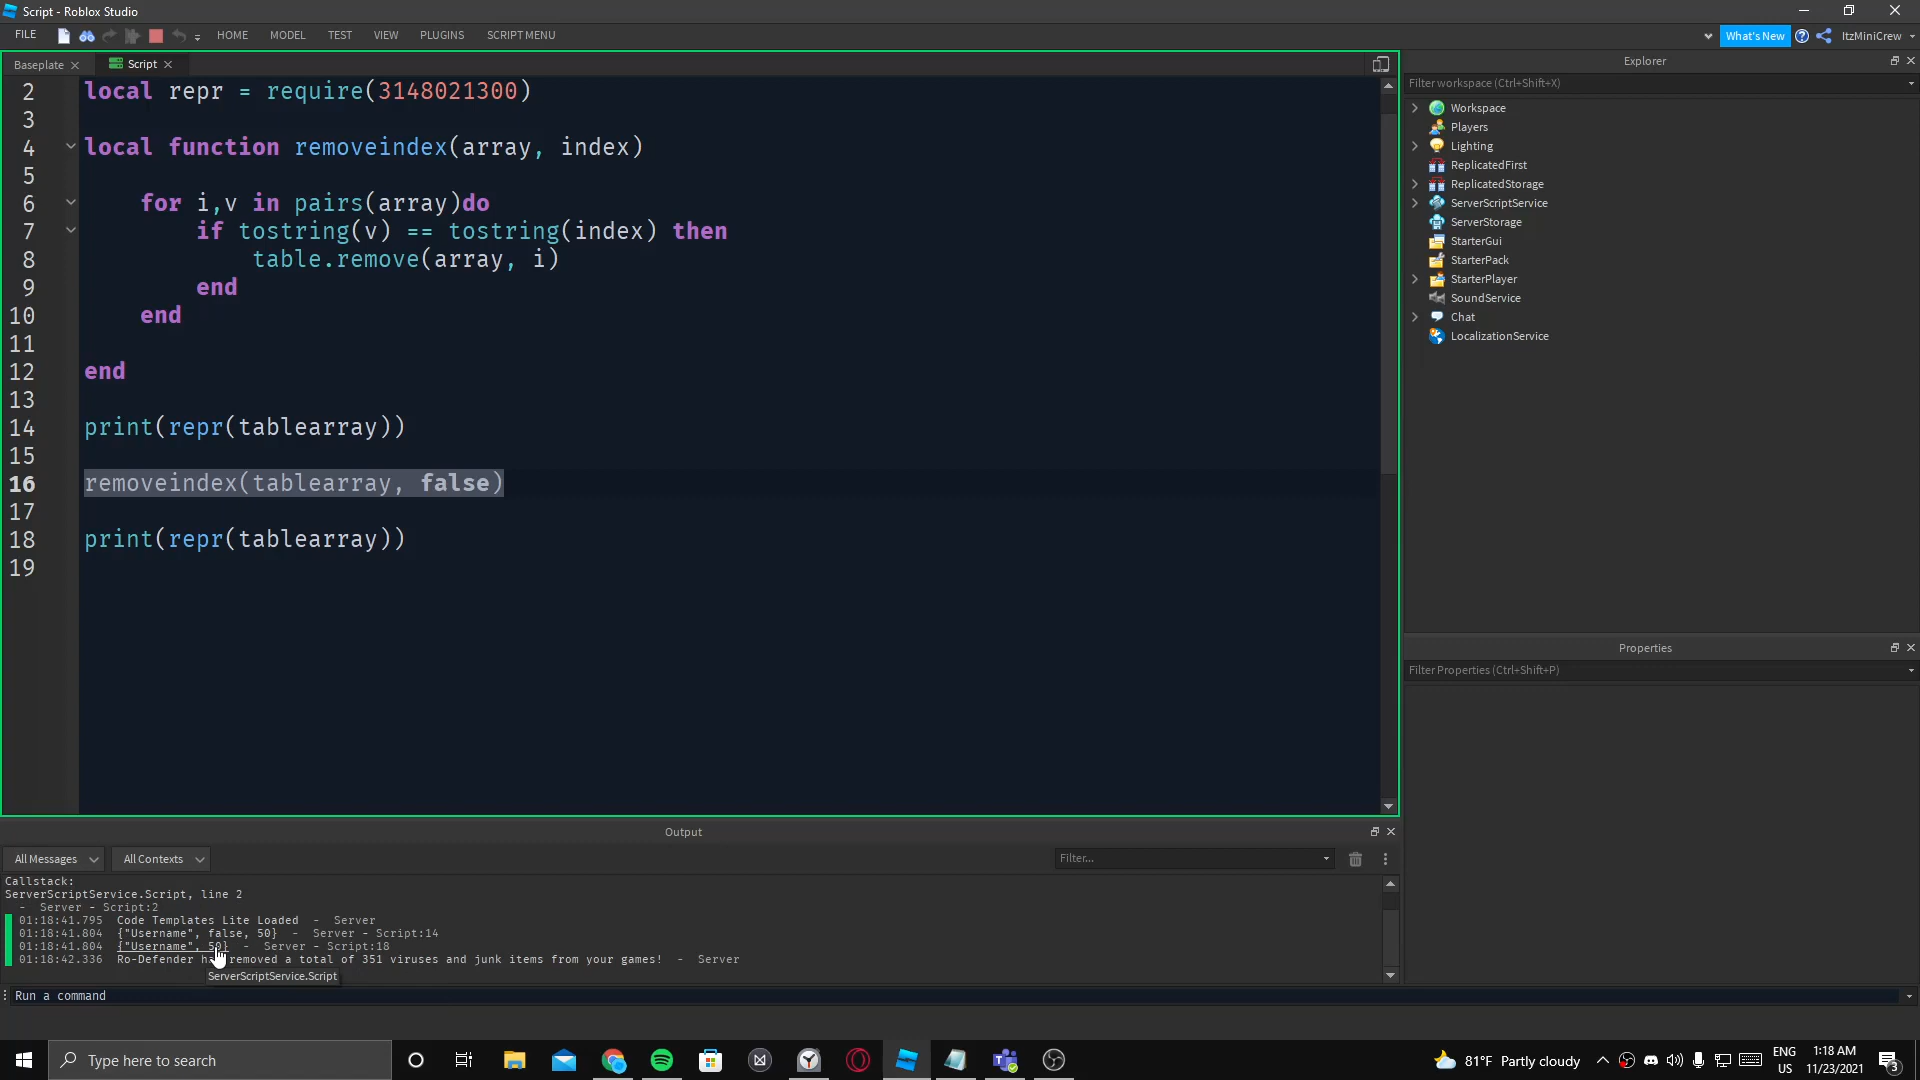 Script - Roblox Studio
FILE HOME MODEL TEST VIEW PLUGINS SCRIPT MENU What's New ItzMiniCrew
Baseplate Script
2 local repr = require(3148021300)
3
4 local function removeindex(array, index)
5
6 for i,v in pairs(array)do
7 if tostring(v) == tostring(index) then
8 table.remove(array, i)
9 end
10 end
11
12 end
13
14 print(repr(tablearray))
15
16 removeindex(tablearray, false)
17
18 print(repr(tablearray))
19
Explorer
Filter workspace (Ctrl+Shift+X)
Workspace
Players
Lighting
ReplicatedFirst
ReplicatedStorage
ServerScriptService
ServerStorage
StarterGui
StarterPack
StarterPlayer
SoundService
Chat
LocalizationService
Properties
Filter Properties (Ctrl+Shift+P)
Output
All Messages All Contexts Filter...
Callstack:
ServerScriptService.Script, line 2
- Server - Script:2
01:18:41.795 Code Templates Lite Loaded - Server
01:18:41.804 {"Username", false, 50} - Server - Script:14
01:18:41.804 {"Username", 50} - Server - Script:18
01:18:42.336 Ro-Defender removed a total of 351 viruses and junk items from your games! - Server
ServerScriptService.Script
Run a command
Type here to search
81°F Partly cloudy
ENG
US
1:18 AM
11/23/2021
3